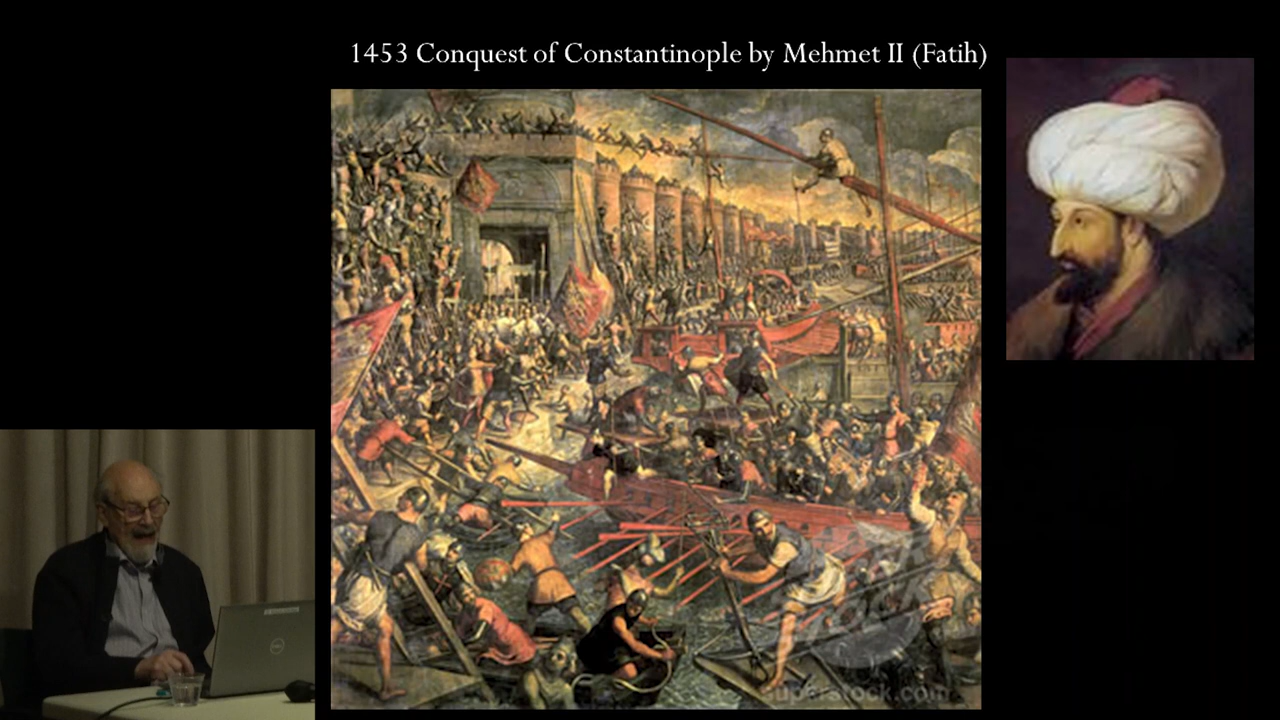 1453 Conquest of Constantinople by Mehmet II (Fatih)
superstock.com